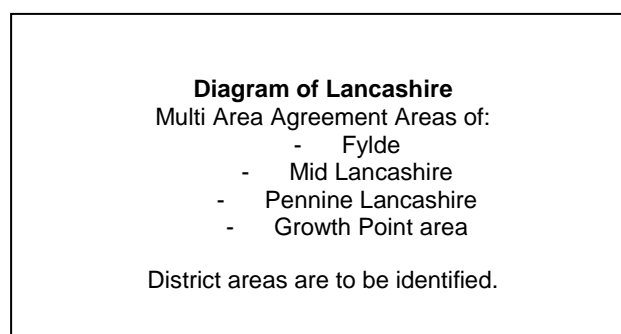 Diagram of Lancashire
Multi Area Agreement Areas of:
- Fylde
- Mid Lancashire
- Pennine Lancashire
- Growth Point area
District areas are to be identified.